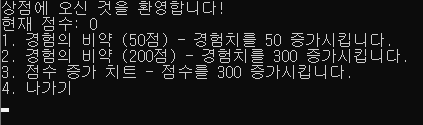 상점에 오신 것을 환영합니다!
현재 점수: 0
1. 경험의 비약 (50점) - 경험치를 50 증가시킵니다.
2. 경험의 비약 (200점) - 경험치를 300 증가시킵니다.
3. 점수 증가 치트 - 점수를 300 증가시킵니다.
4. 나가기